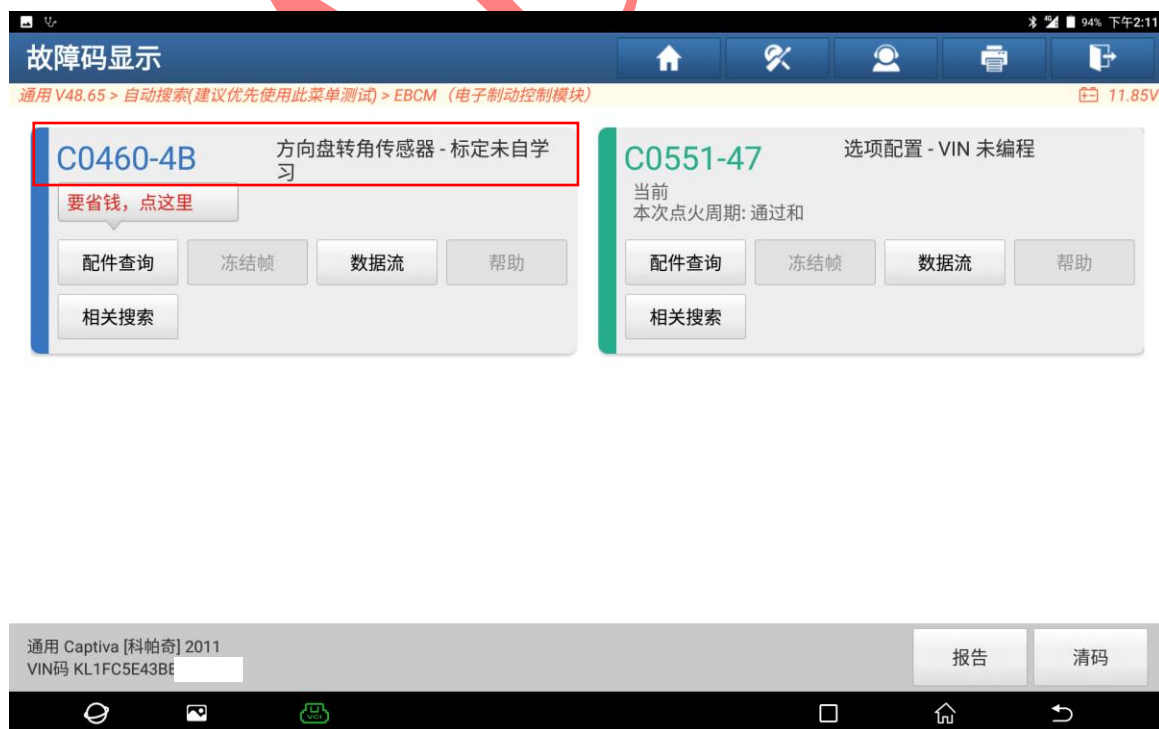 94% 下午2:11
故障码显示
通用 V48.65 > 自动搜索(建议优先使用此菜单测试) > EBCM（电子制动控制模块）
11.85V
C0460-4B
方向盘转角传感器 - 标定未自学
习
要省钱，点这里
配件查询
冻结帧
数据流
帮助
相关搜索
C0551-47
选项配置 - VIN 未编程
当前
本次点火周期: 通过和
配件查询
冻结帧
数据流
帮助
相关搜索
通用 Captiva [科帕奇] 2011
VIN码 KL1FC5E43B
报告
清码
VCI